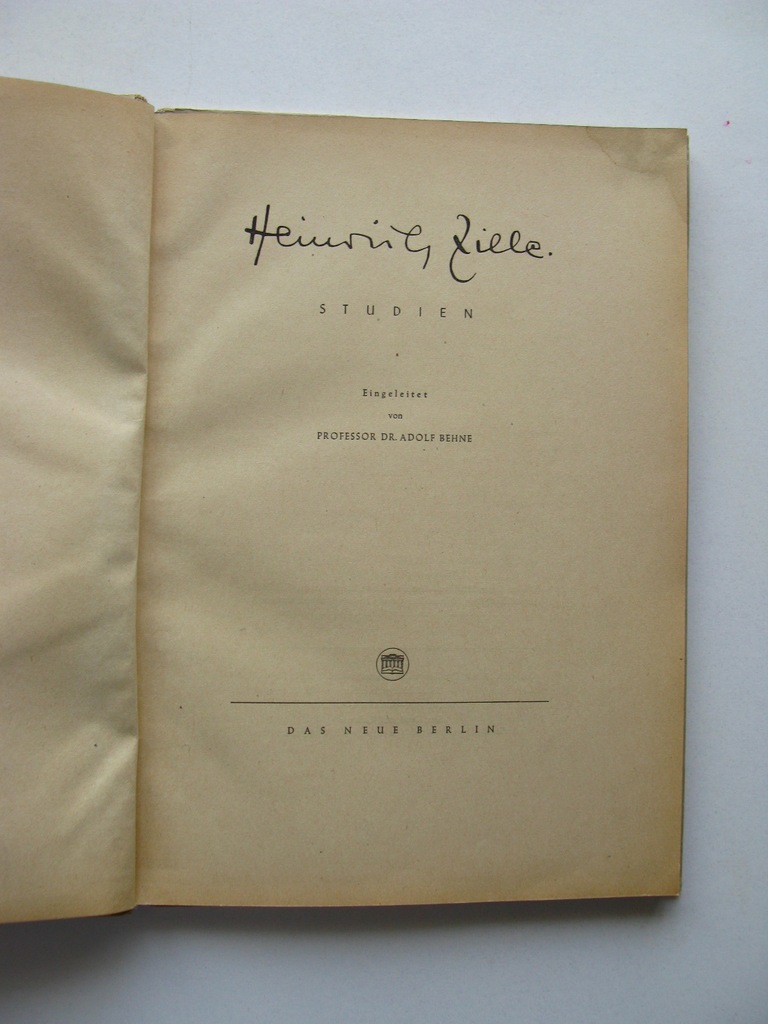 Heinrich Zille.
STUDIEN
Eingeleitet
von
PROFESSOR DR. ADOLF BEHNE
DAS NEUE BERLIN